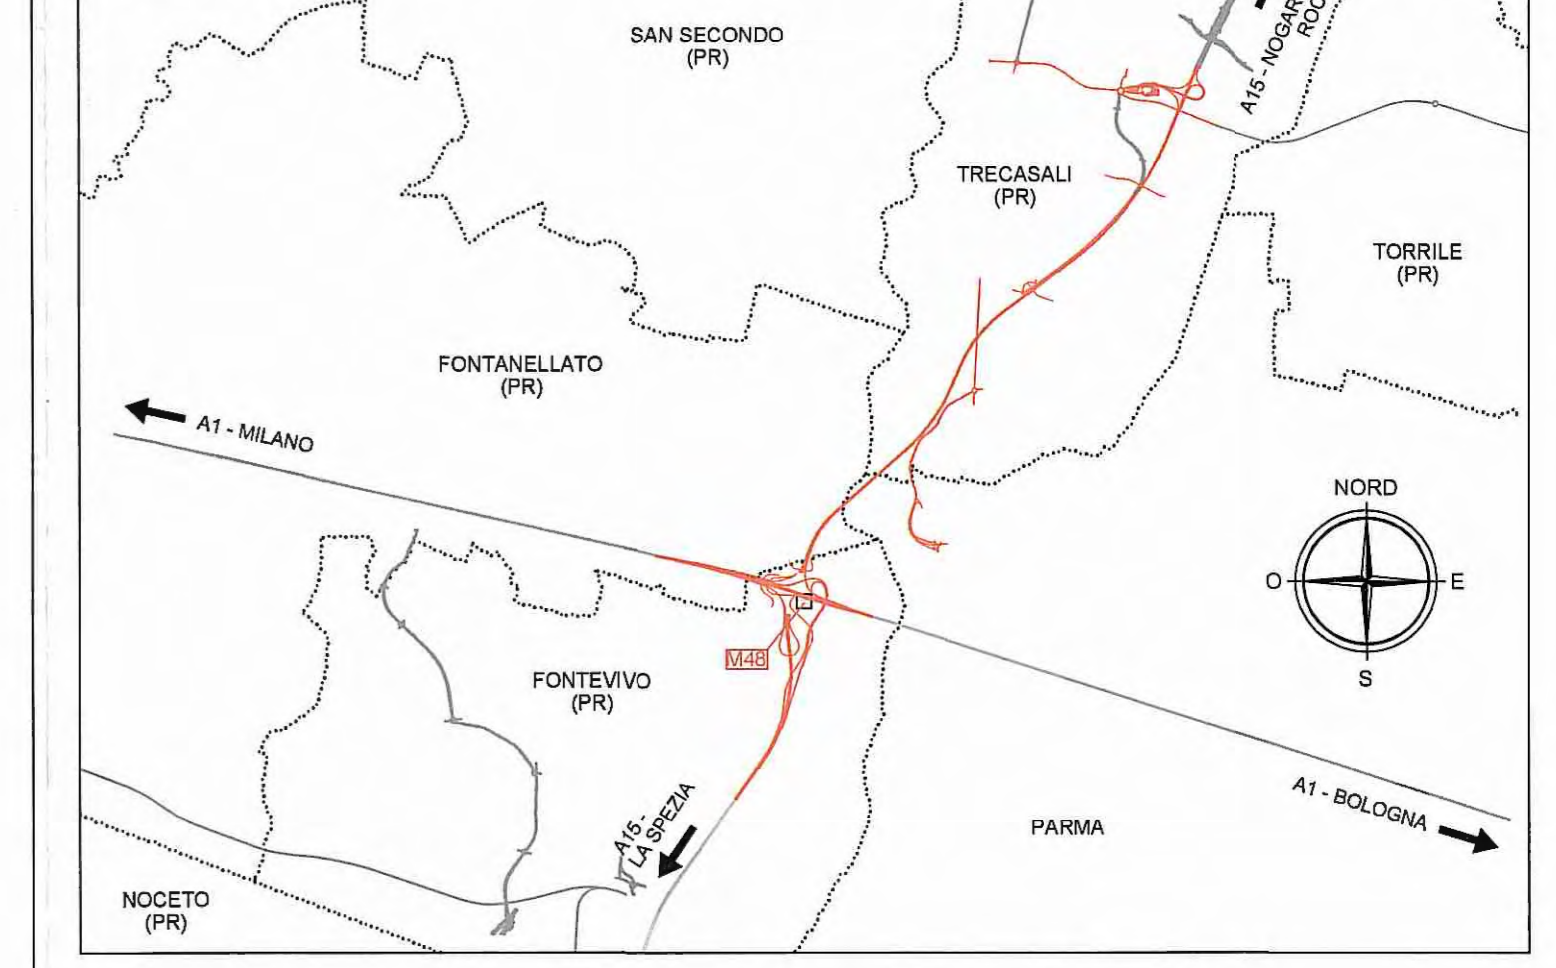 SAN SECONDO
(PR)
A15 - NOGAR
ROC
TRECASALI
(PR)
TORRILE
(PR)
FONTANELLATO
(PR)
A1 - MILANO
NORD
O
E
S
M48
FONTEVIVO
(PR)
A15 -
LA SPEZIA
A1 - BOLOGNA
PARMA
NOCETO
(PR)